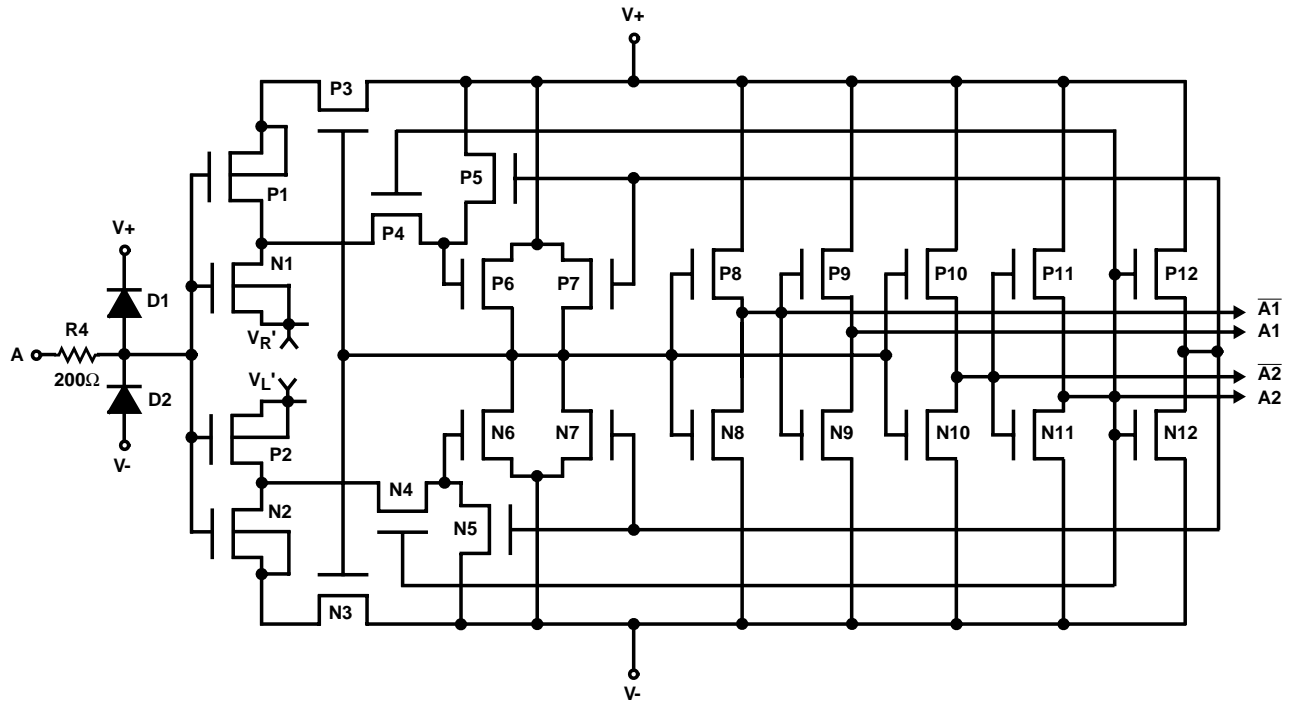 V+
P3
P1
P5
P4
V+
N1
P6
P7
P8
P9
P10
P11
P12
D1
A1
A1
R4
VR'
A
200Ω
VL'
A2
A2
D2
N6
N7
N8
N9
N10
N11
N12
P2
V-
N4
N2
N5
N3
V-